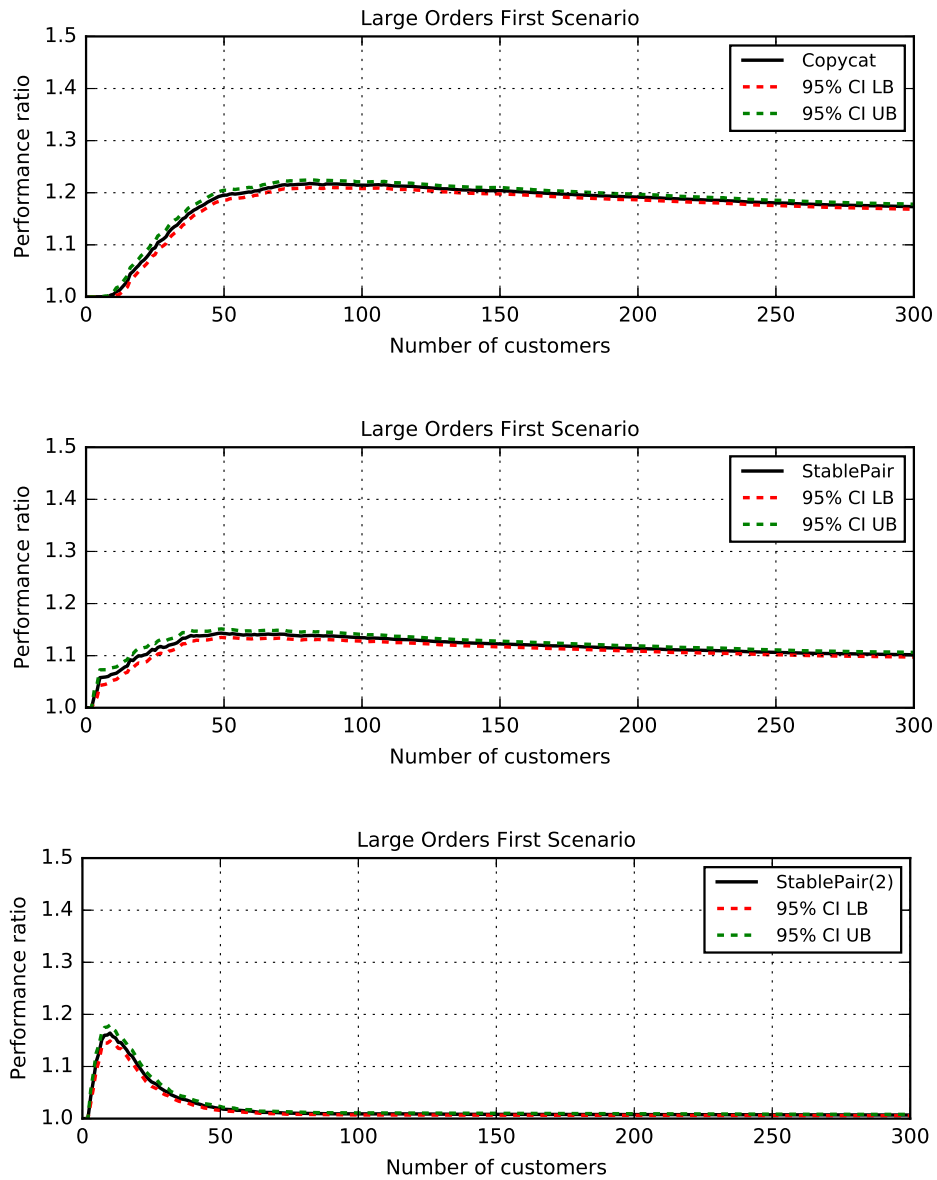 Large Orders First Scenario
Performance ratio
1.5
1.4
1.3
1.2
1.1
1.0
Copycat
95% CI LB
95% CI UB
0 50 100 150 200 250 300
Number of customers
Large Orders First Scenario
Performance ratio
1.5
1.4
1.3
1.2
1.1
1.0
StablePair
95% CI LB
95% CI UB
0 50 100 150 200 250 300
Number of customers
Large Orders First Scenario
Performance ratio
1.5
1.4
1.3
1.2
1.1
1.0
StablePair(2)
95% CI LB
95% CI UB
0 50 100 150 200 250 300
Number of customers